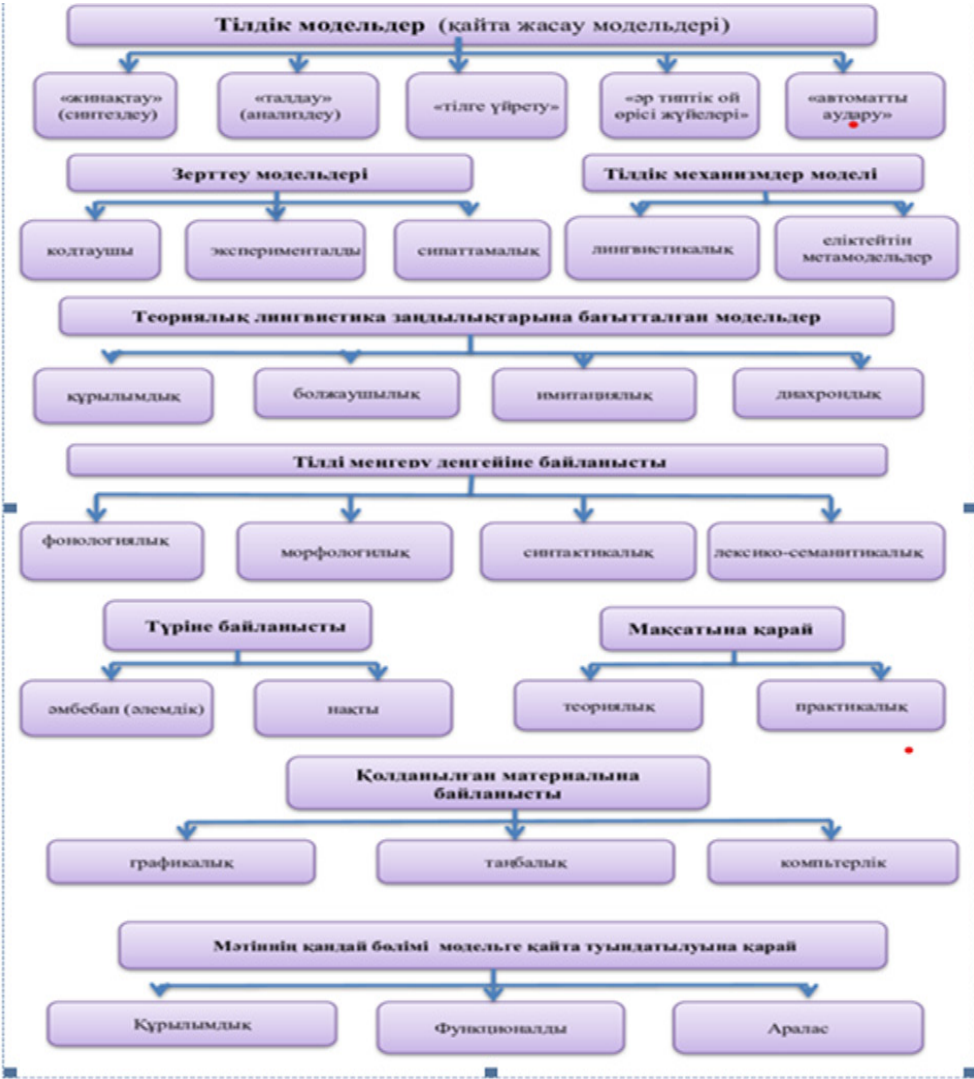 Тілдік модельдер (қайта жасау модельдері)
«жинақтау»
(синтездеу)
«талдау»
(анализдеу)
«тілге үйрету»
«әр типтік ой
өрісі жүйелері»
«автоматты
аудару»
Зерттеу модельдері
Тілдік механизмдер моделі
кодтаушы
эксперименталды
сипаттамалық
лингвистикалық
еліктейтін
метамодельдер
Теориялық лингвистика заңдылықтарына бағытталған модельдер
құрылымдық
болжаушылық
имитациялық
диахрондық
Тілді меңгеру деңгейіне байланысты
фонологиялық
морфологилық
синтактикалық
лексико-семанитикалық
Түріне байланысты
Мақсатына қарай
әмбебап (әлемдік)
нақты
теориялық
практикалық
Қолданылған материалына
байланысты
графикалық
таңбалық
компьтерлік
Мәтіннің қандай бөлімі модельге қайта туындатылуына қарай
Құрылымдық
Функционалды
Аралас